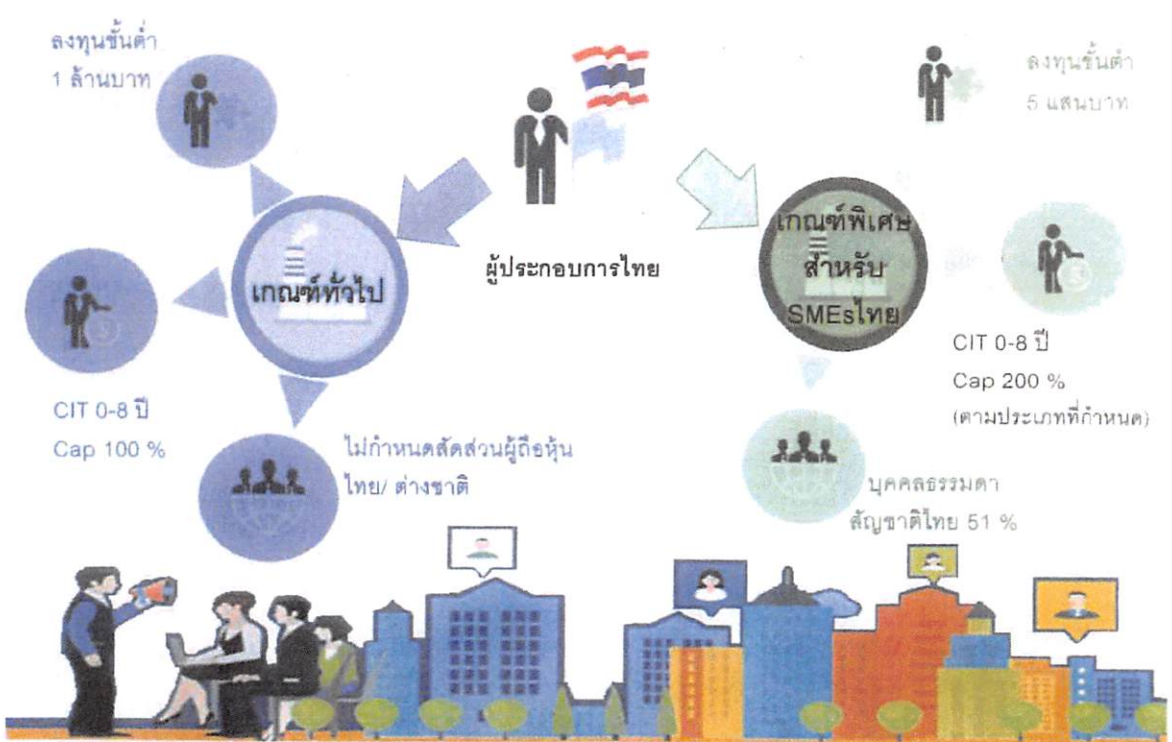 ลงทุนขั้นต่ำ
1 ล้านบาท
ลงทุนขั้นต่ำ
5 แสนบาท
ผู้ประกอบการไทย
เกณฑ์ทั่วไป
เกณฑ์พิเศษ
สำหรับ
SMEsไทย
CIT 0-8 ปี
Cap 100 %
CIT 0-8 ปี
Cap 200 %
(ตามประเภทที่กำหนด)
ไม่กำหนดสัดส่วนผู้ถือหุ้น
ไทย/ ต่างชาติ
บุคคลธรรมดา
สัญชาติไทย 51 %